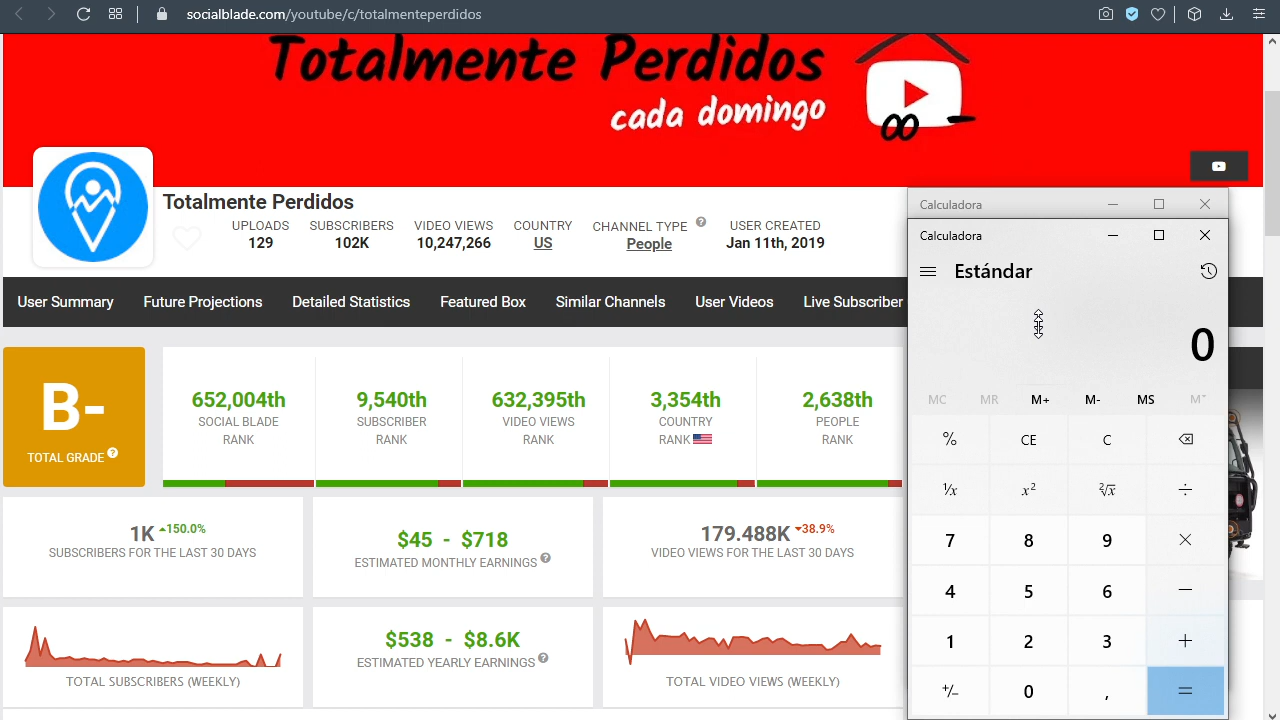 socialblade.com/youtube/c/totalmenteperdidos
Totalmente Perdidos
cada domingo
Totalmente Perdidos
UPLOADS SUBSCRIBERS VIDEO VIEWS COUNTRY CHANNEL TYPE ? USER CREATED
129 102K 10,247,266 US People Jan 11th, 2019
User Summary Future Projections Detailed Statistics Featured Box Similar Channels User Videos Live Subscriber
B-
TOTAL GRADE ?
652,004th 9,540th 632,395th 3,354th 2,638th
SOCIAL BLADE SUBSCRIBER VIDEO VIEWS COUNTRY PEOPLE
RANK RANK RANK RANK RANK
1K 150.0%
SUBSCRIBERS FOR THE LAST 30 DAYS
$45 - $718
ESTIMATED MONTHLY EARNINGS ?
179.488K 38.9%
VIDEO VIEWS FOR THE LAST 30 DAYS
TOTAL SUBSCRIBERS (WEEKLY)
$538 - $8.6K
ESTIMATED YEARLY EARNINGS ?
TOTAL VIDEO VIEWS (WEEKLY)
Calculadora
Calculadora
Estándar
0
MC MR M+ M- MS M˅
% CE C
¹/x x² ²√x ÷
7 8 9 ×
4 5 6 −
1 2 3 +
+/− 0 , =